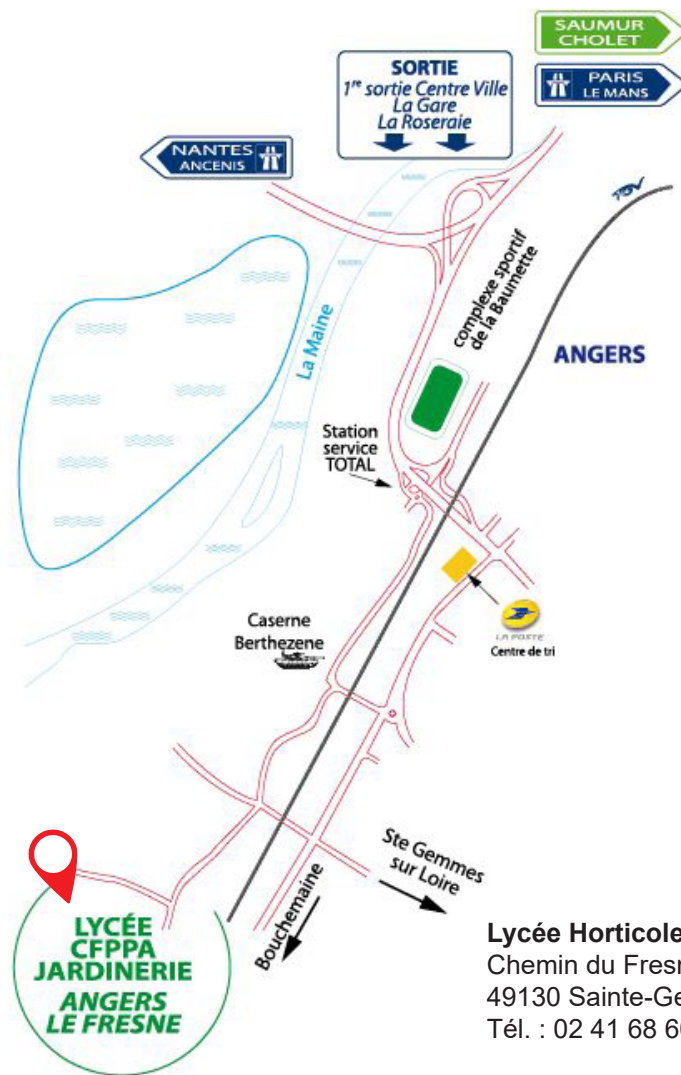 SAUMUR
CHOLET
PARIS
LE MANS
SORTIE
1re sortie Centre Ville
La Gare
La Roseraie
NANTES
ANCENIS
TGV
complexe sportif
de la Baumette
La Maine
ANGERS
Station
service
TOTAL
LA POSTE
Centre de tri
Caserne
Berthezene
Ste Gemmes
sur Loire
Bouchemaine
LYCÉE
CFPPA
JARDINERIE
ANGERS
LE FRESNE
Lycée Horticole
Chemin du Fresn
49130 Sainte-Ge
Tél. : 02 41 68 60